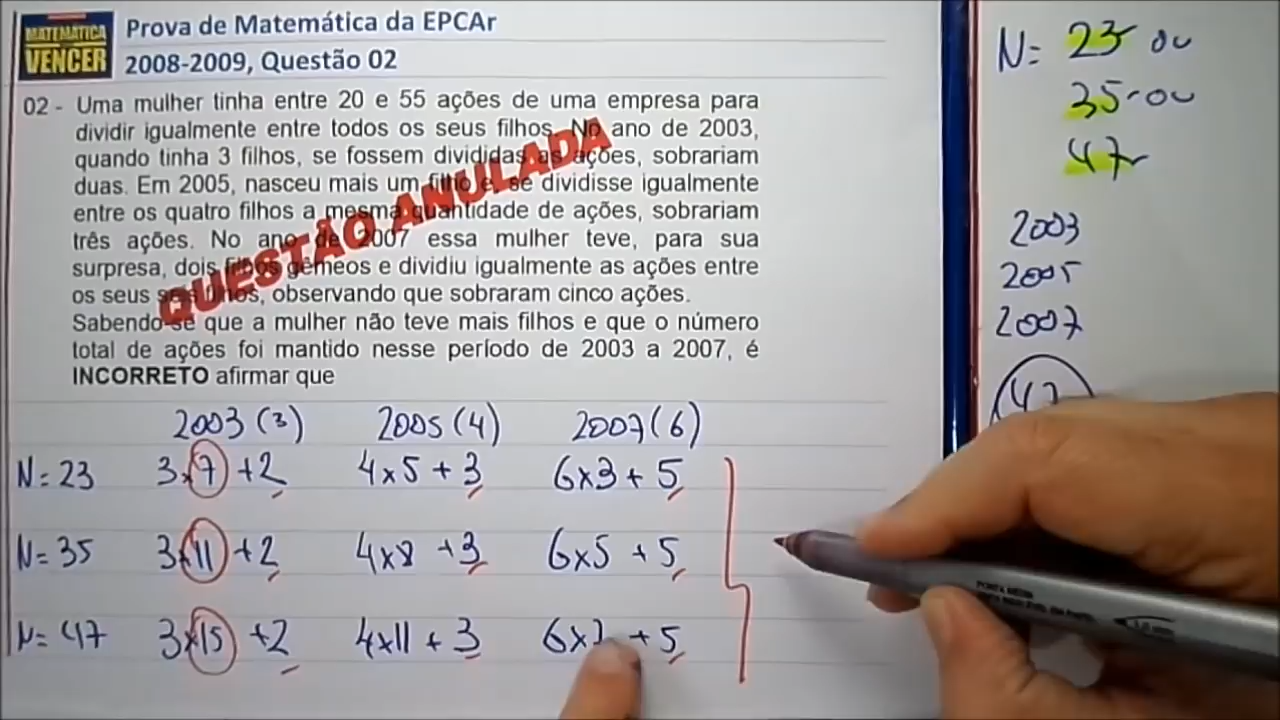 MATEMÁTICA
VENCER
Prova de Matemática da EPCAr
2008-2009, Questão 02
02 - Uma mulher tinha entre 20 e 55 ações de uma empresa para
dividir igualmente entre todos os seus filhos. No ano de 2003,
quando tinha 3 filhos, se fossem divididas as ações, sobrariam
duas. Em 2005, nasceu mais um filho e, se dividisse igualmente
entre os quatro filhos a mesma quantidade de ações, sobrariam
três ações. No ano de 2007 essa mulher teve, para sua
surpresa, dois filhos gêmeos e dividiu igualmente as ações entre
os seus seis filhos, observando que sobraram cinco ações.
Sabendo-se que a mulher não teve mais filhos e que o número
total de ações foi mantido nesse período de 2003 a 2007, é
INCORRETO afirmar que
QUESTÃO ANULADA
2003 (3) 2005 (4) 2007 (6)
N = 23 3x7 + 2 4x5 + 3 6x3 + 5
N = 35 3x11 + 2 4x8 + 3 6x5 + 5
N = 47 3x15 + 2 4x11 + 3 6x + 5
N = 23 ou
35 ou
47
2003
2005
2007
47